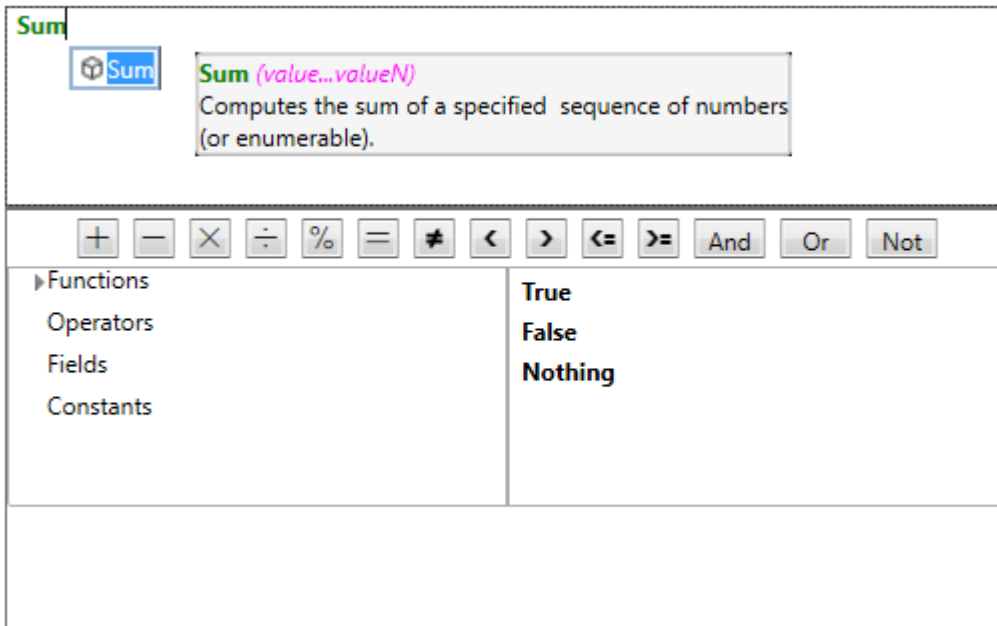 Sum
Sum
Sum (value...valueN)
Computes the sum of a specified  sequence of numbers
(or enumerable).
+ − × ÷ % = ≠ < > <= >= And Or Not
Functions
Operators
Fields
Constants
True
False
Nothing